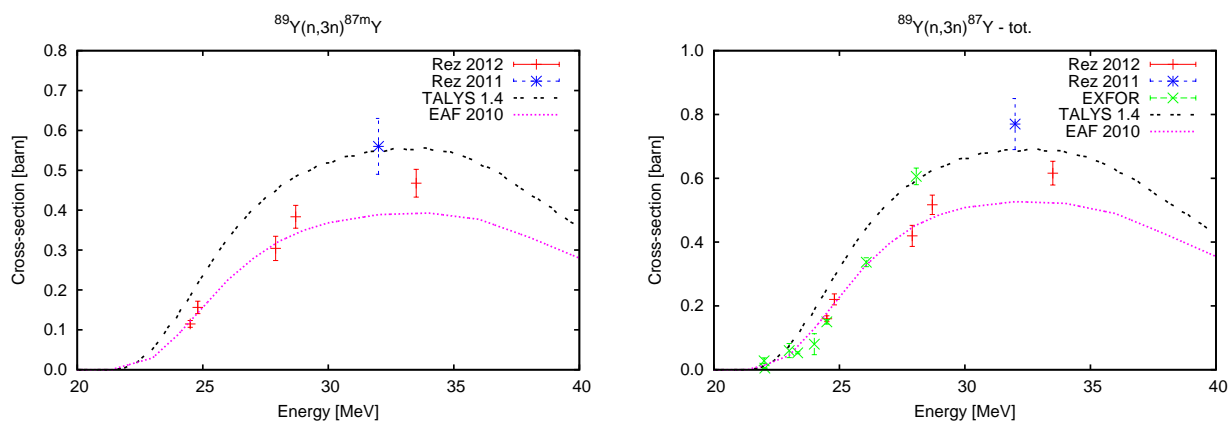 ⁸⁹Y(n,3n)⁸⁷ᵐY
0.8
0.7
0.6
0.5
0.4
0.3
0.2
0.1
0.0
Cross-section [barn]
Rez 2012
Rez 2011
TALYS 1.4
EAF 2010
20 25 30 35 40
Energy [MeV]
⁸⁹Y(n,3n)⁸⁷Y - tot.
1.0
0.8
0.6
0.4
0.2
0.0
Cross-section [barn]
Rez 2012
Rez 2011
EXFOR
TALYS 1.4
EAF 2010
20 25 30 35 40
Energy [MeV]